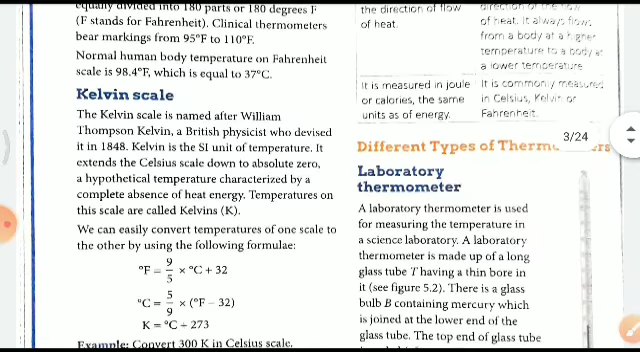 equally divided into 180 parts or 180 degrees F
(F stands for Fahrenheit). Clinical thermometers
bear markings from 95°F to 110°F.
Normal human body temperature on Fahrenheit
scale is 98.4°F, which is equal to 37°C.
Kelvin scale
The Kelvin scale is named after William
Thompson Kelvin, a British physicist who devised
it in 1848. Kelvin is the SI unit of temperature. It
extends the Celsius scale down to absolute zero,
a hypothetical temperature characterized by a
complete absence of heat energy. Temperatures on
this scale are called Kelvins (K).
We can easily convert temperatures of one scale to
the other by using the following formulae:
°F = 9/5 × °C + 32
°C = 5/9 × (°F – 32)
K = °C + 273
Example: Convert 300 K in Celsius scale.
the direction of flow
of heat.
direction of the flow
of heat. It always flows
from a body at a higher
temperature to a body at
a lower temperature
It is measured in joule
or calories, the same
units as of energy.
It is commonly measured
in Celsius, Kelvin or
Fahrenheit.
3/24
Different Types of
Laboratory
thermometer
A laboratory thermometer is used
for measuring the temperature in
a science laboratory. A laboratory
thermometer is made up of a long
glass tube T having a thin bore in
it (see figure 5.2). There is a glass
bulb B containing mercury which
is joined at the lower end of the
glass tube. The top end of glass tube